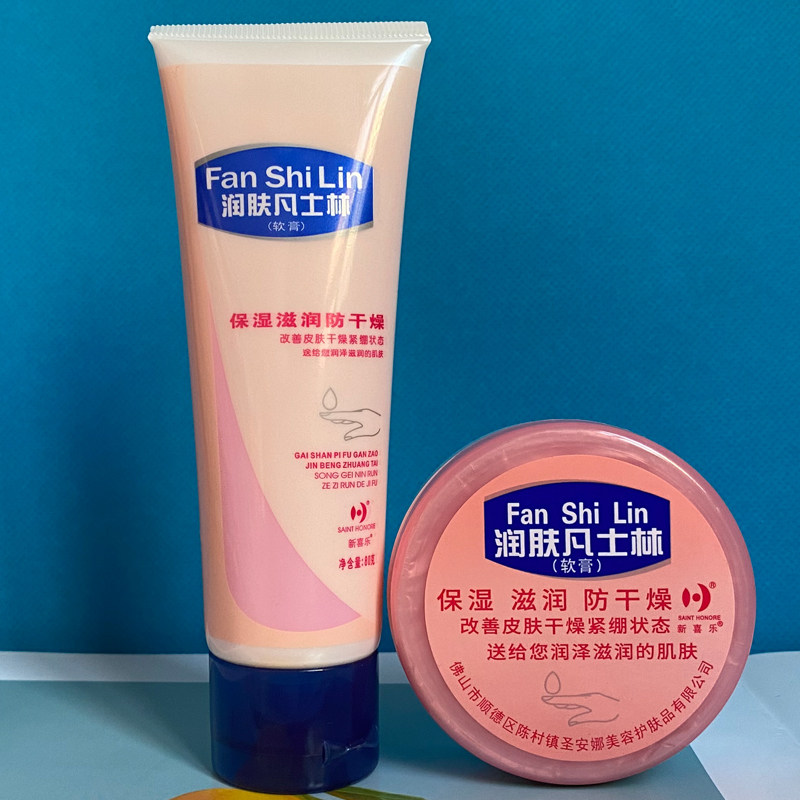 Fan Shi Lin
润肤凡士林
(软膏)
保湿滋润防干燥
改善皮肤干燥紧绷状态
送给您润泽滋润的肌肤
GAI SHAN PI FU GAN ZAO
JIN BENG ZHUANG TAI
SONG GEI NIN RUN
ZE ZI RUN DE JI FU
SAINT HONORE
新喜乐®
净含量:80克
Fan Shi Lin
润肤凡士林
(软膏)
保湿 滋润 防干燥
®
SAINT HONORE
改善皮肤干燥紧绷状态
新喜乐®
送给您润泽滋润的肌肤
佛山市顺德区陈村镇圣安娜美容护肤品有限公司